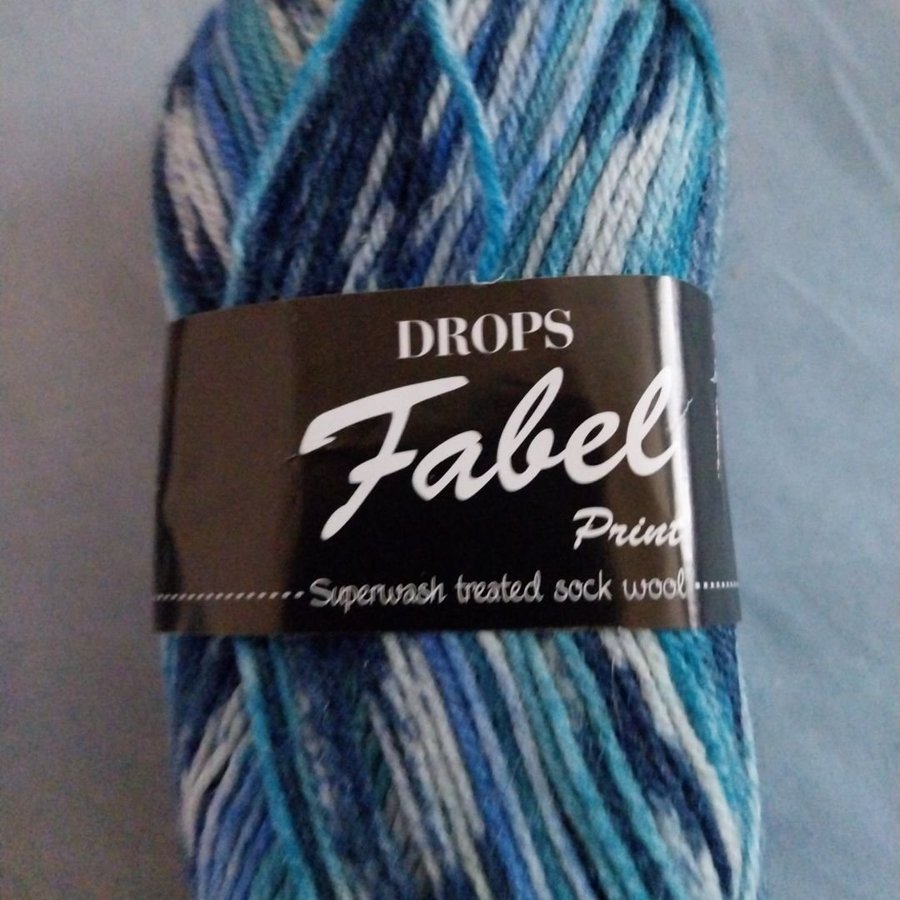 DROPS
Fabel
Print
Superwash treated sock wool